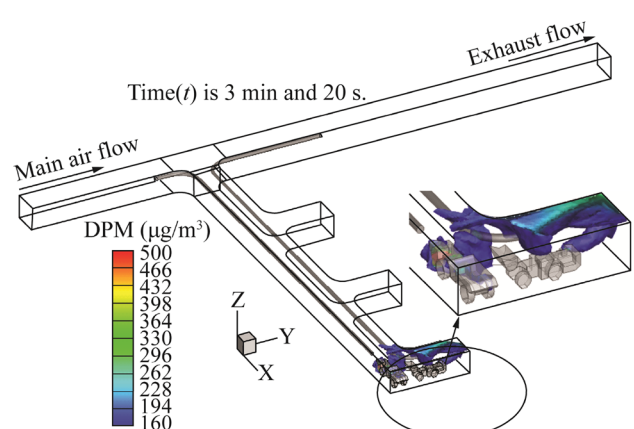 Exhaust flow
Time(t) is 3 min and 20 s.
Main air flow
DPM (μg/m³)
500
466
432
398
364
330
296
262
228
194
160
Z
Y
X